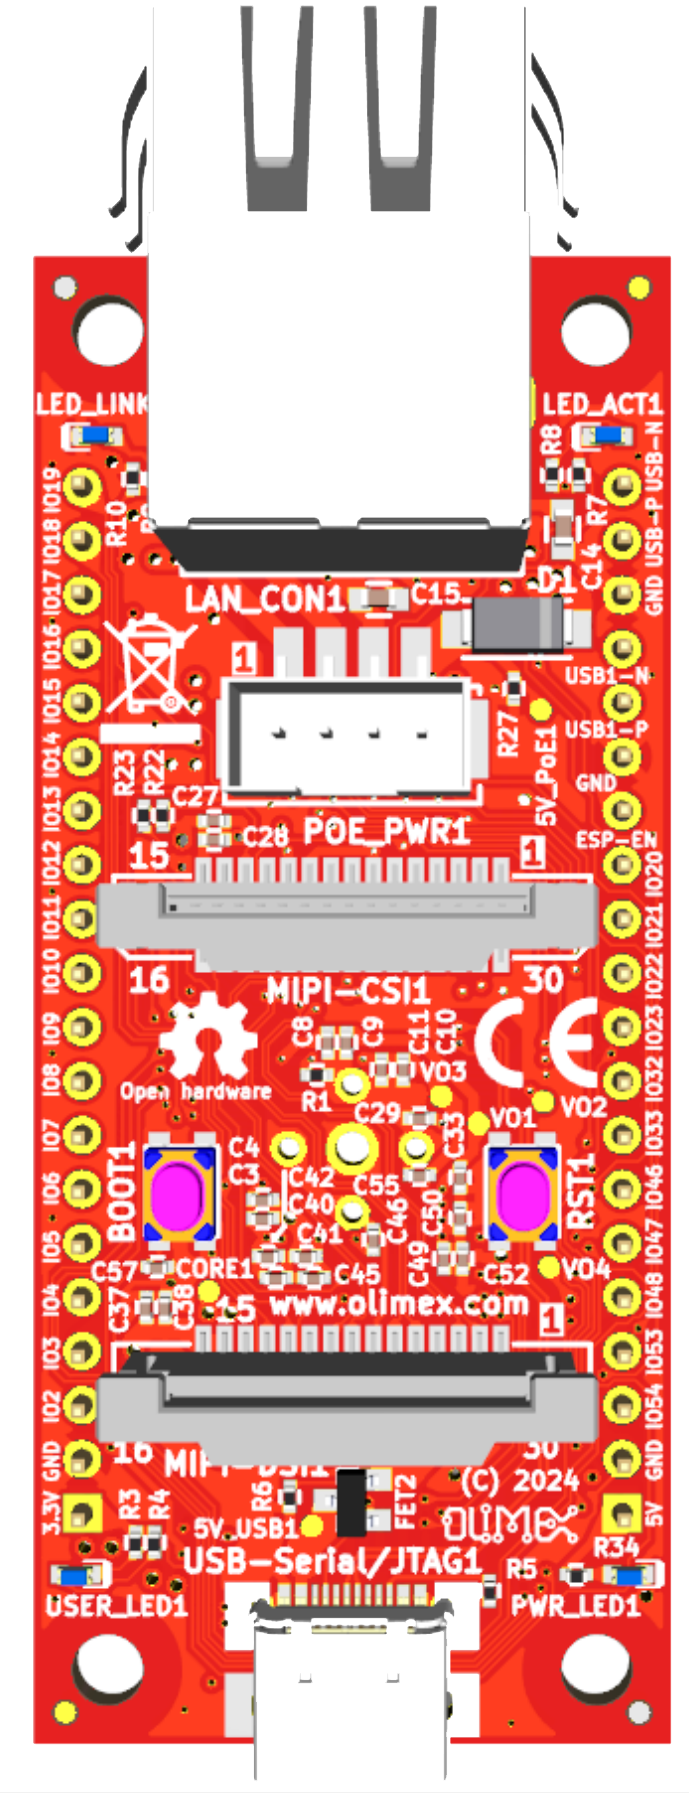 LED_LINK
LED_ACT1
R8
R7
R10
C14
IO19
IO18
IO17
IO16
IO15
IO14
IO13
IO12
IO11
IO10
IO9
IO8
IO7
IO6
IO5
IO4
IO3
IO2
GND
3.3V
USB-N
USB-P
GND
USB1-N
USB1-P
GND
ESP-EN
IO20
IO21
IO22
IO23
IO32
IO33
IO46
IO47
IO48
IO53
IO54
GND
5V
LAN_CON1
C15
D1
1
R27
5V_PoE1
R23
R22
C27
C28
POE_PWR1
15
1
16
MIPI-CSI1
30
Open hardware
C8
C9
C11
C10
R1
VO3
C29
C33
VO1
VO2
BOOT1
C4
C3
C42
C40
C55
C46
C50
RST1
C41
C49
C57
CORE1
C45
C52
VO4
C37
C38
15
www.olimex.com
1
16
MIPI-DSI1
30
(C) 2024
R6
FET2
OLIMEX
R3
R4
5V_USB1
R34
USB-Serial/JTAG1
R5
USER_LED1
PWR_LED1